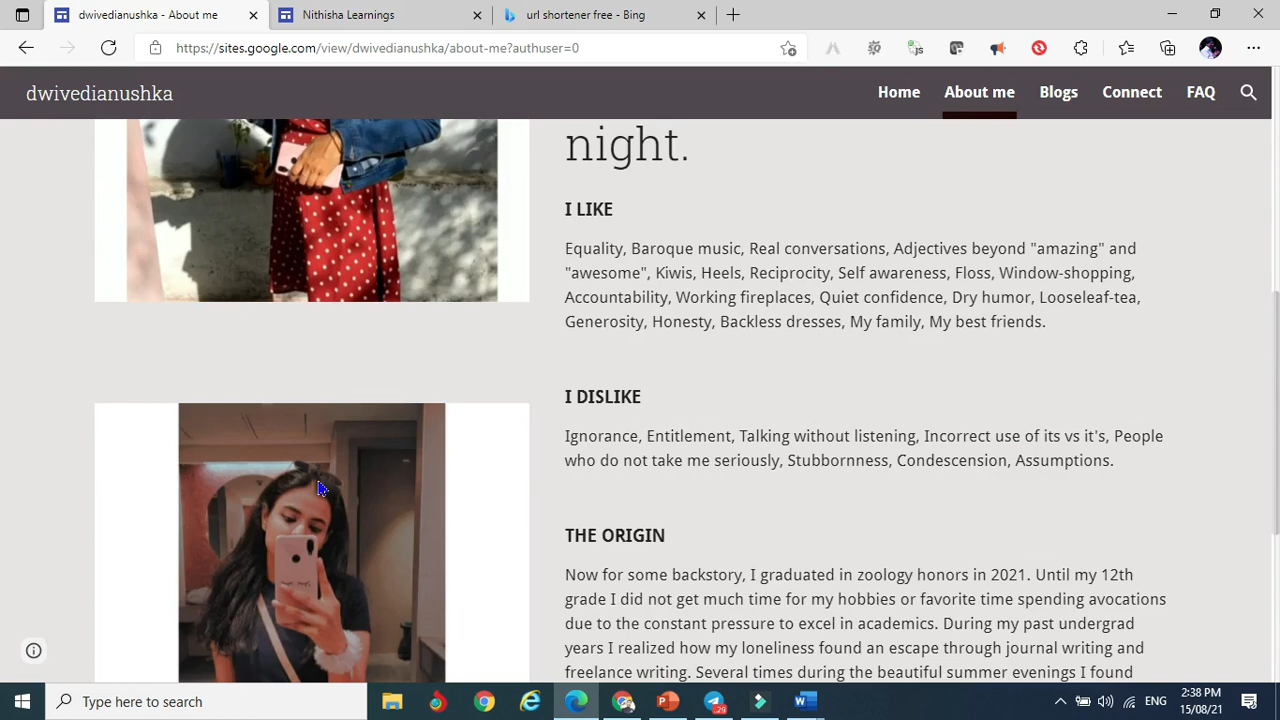 dwivedianushka - About me
Nithisha Learnings
url shortener free - Bing
https://sites.google.com/view/dwivedianushka/about-me?authuser=0
dwivedianushka
Home
About me
Blogs
Connect
FAQ
night.
I LIKE
Equality, Baroque music, Real conversations, Adjectives beyond "amazing" and
"awesome", Kiwis, Heels, Reciprocity, Self awareness, Floss, Window-shopping,
Accountability, Working fireplaces, Quiet confidence, Dry humor, Looseleaf-tea,
Generosity, Honesty, Backless dresses, My family, My best friends.
I DISLIKE
Ignorance, Entitlement, Talking without listening, Incorrect use of its vs it's, People
who do not take me seriously, Stubbornness, Condescension, Assumptions.
THE ORIGIN
Now for some backstory, I graduated in zoology honors in 2021. Until my 12th
grade I did not get much time for my hobbies or favorite time spending avocations
due to the constant pressure to excel in academics. During my past undergrad
years I realized how my loneliness found an escape through journal writing and
freelance writing. Several times during the beautiful summer evenings I found
Type here to search
29
ENG
2:38 PM
15/08/21